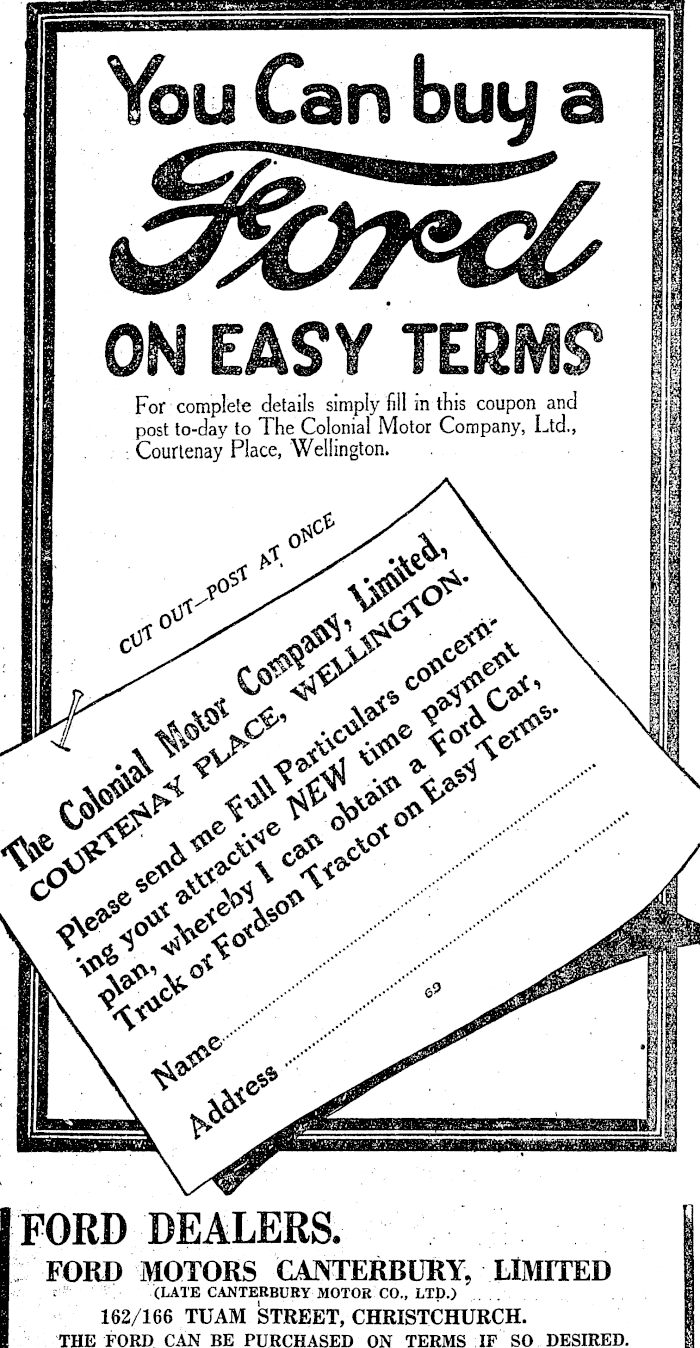 You Can buy a
Ford
ON EASY TERMS
For complete details simply fill in this coupon and
post to-day to The Colonial Motor Company, Ltd.,
Courtenay Place, Wellington.
CUT OUT—POST AT ONCE
The Colonial Motor Company, Limited,
COURTENAY PLACE, WELLINGTON.
Please send me Full Particulars concern-
ing your attractive NEW time payment
plan, whereby I can obtain a Ford Car,
Truck or Fordson Tractor on Easy Terms.
Name
Address
69
FORD DEALERS.
FORD MOTORS CANTERBURY, LIMITED
(LATE CANTERBURY MOTOR CO., LTD.)
162/166 TUAM STREET, CHRISTCHURCH.
THE FORD CAN BE PURCHASED ON TERMS IF SO DESIRED.